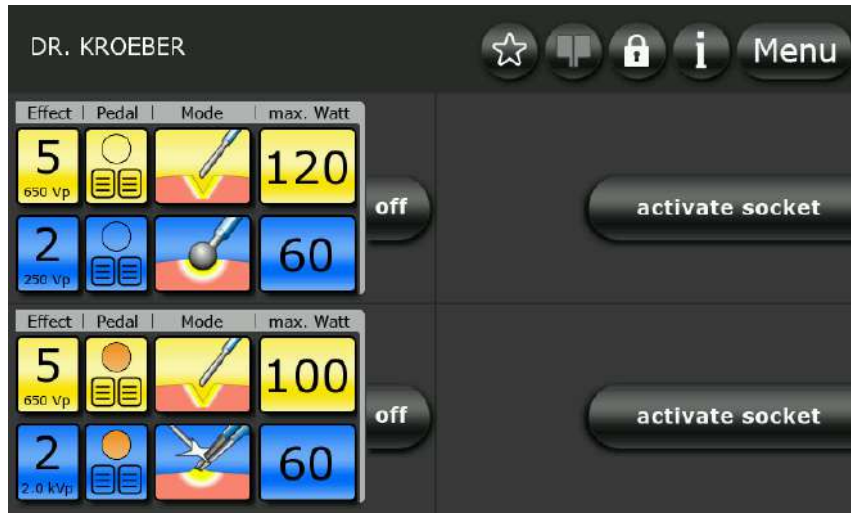 DR. KROEBER
i Menu
Effect | Pedal | Mode | max. Watt
5 120
650 Vp
off
activate socket
2 60
250 Vp
Effect | Pedal | Mode | max. Watt
5 100
650 Vp
off
activate socket
2 60
2.0 kVp